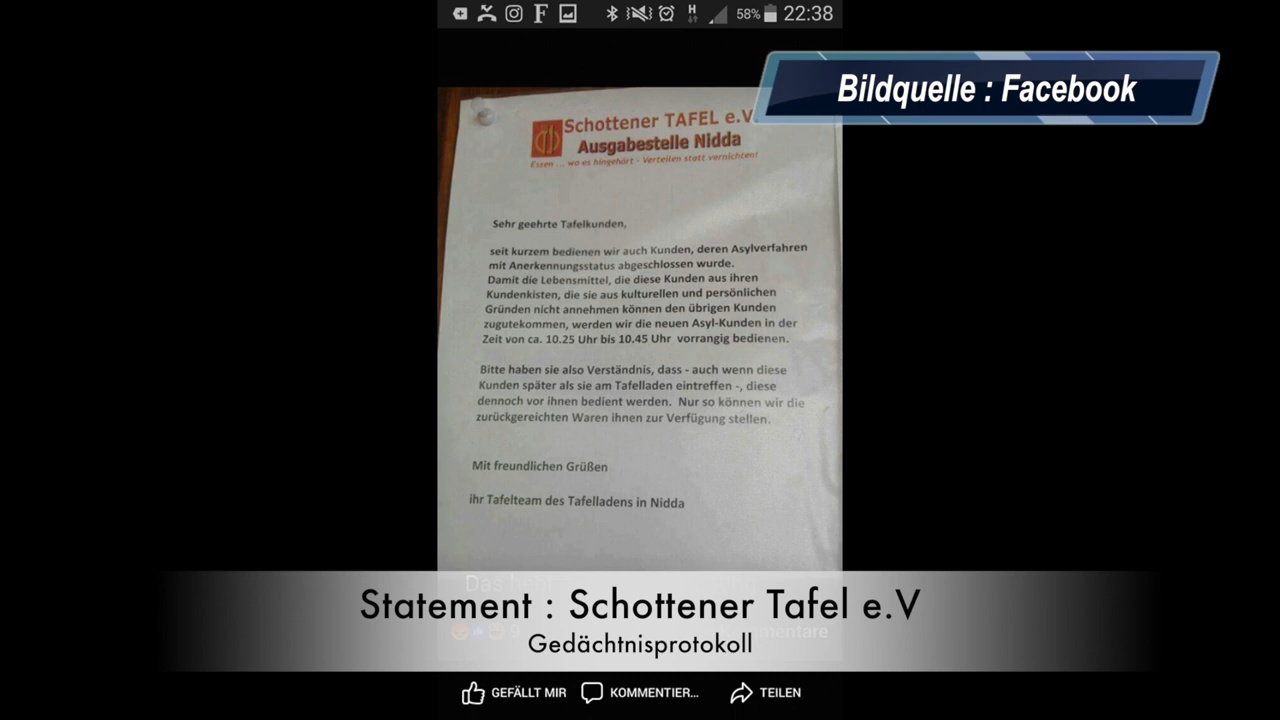 58% 22:38
Bildquelle : Facebook
Schottener TAFEL e.V.
Ausgabestelle Nidda
Essen ... wo es hingehört - Verteilen statt vernichten!
Sehr geehrte Tafelkunden,
seit kurzem bedienen wir auch Kunden, deren Asylverfahren
mit Anerkennungsstatus abgeschlossen wurde.
Damit die Lebensmittel, die diese Kunden aus ihren
Kundenkisten, die sie aus kulturellen und persönlichen
Gründen nicht annehmen können den übrigen Kunden
zugutekommen, werden wir die neuen Asyl-Kunden in der
Zeit von ca. 10.25 Uhr bis 10.45 Uhr vorrangig bedienen.
Bitte haben sie also Verständnis, dass - auch wenn diese
Kunden später als sie am Tafelladen eintreffen -, diese
dennoch vor ihnen bedient werden. Nur so können wir die
zurückgereichten Waren ihnen zur Verfügung stellen.
Mit freundlichen Grüßen
ihr Tafelteam des Tafelladens in Nidda
Statement : Schottener Tafel e.V
Gedächtnisprotokoll
GEFÄLLT MIR KOMMENTIER... TEILEN